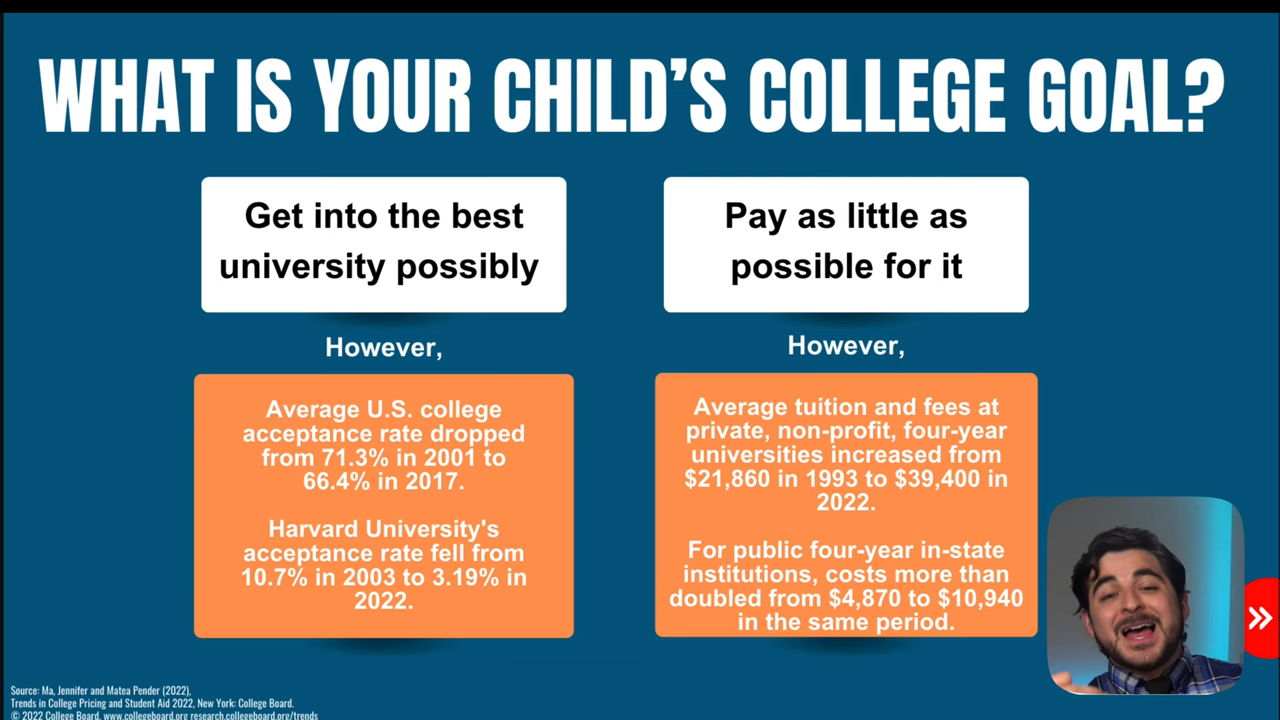 WHAT IS YOUR CHILD'S COLLEGE GOAL?
Get into the best
university possibly
However,
Average U.S. college
acceptance rate dropped
from 71.3% in 2001 to
66.4% in 2017.
Harvard University's
acceptance rate fell from
10.7% in 2003 to 3.19% in
2022.
Pay as little as
possible for it
However,
Average tuition and fees at
private, non-profit, four-year
universities increased from
$21,860 in 1993 to $39,400 in
2022.
For public four-year in-state
institutions, costs more than
doubled from $4,870 to $10,940
in the same period.
Source: Ma, Jennifer and Matea Pender (2022),
Trends in College Pricing and Student Aid 2022, New York: College Board.
© 2022 College Board. www.collegeboard.org research.collegeboard.org/trends